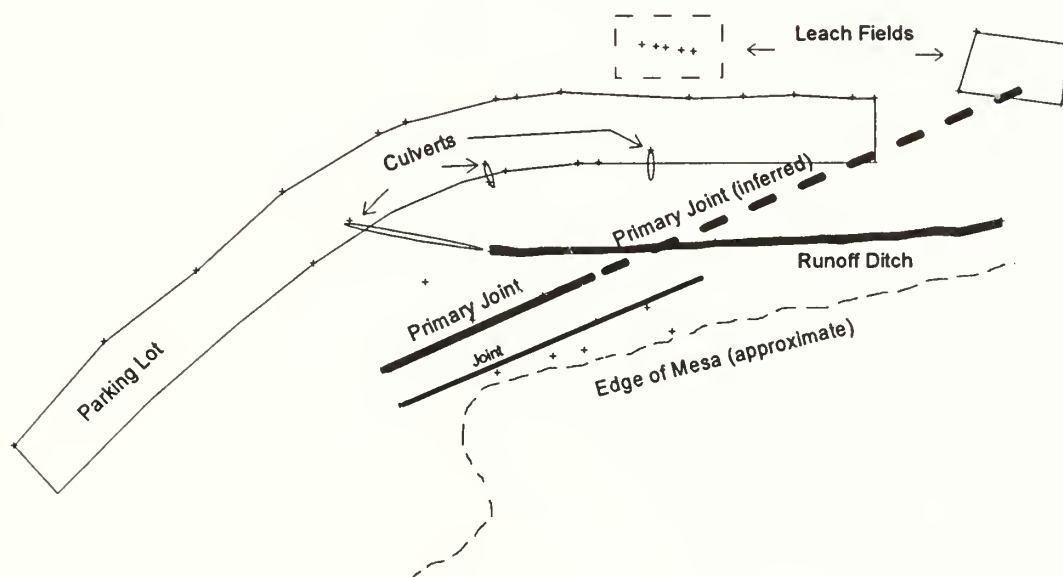 Leach Fields
Culverts
Primary Joint (inferred)
Runoff Ditch
Primary Joint
Joint
Edge of Mesa (approximate)
Parking Lot